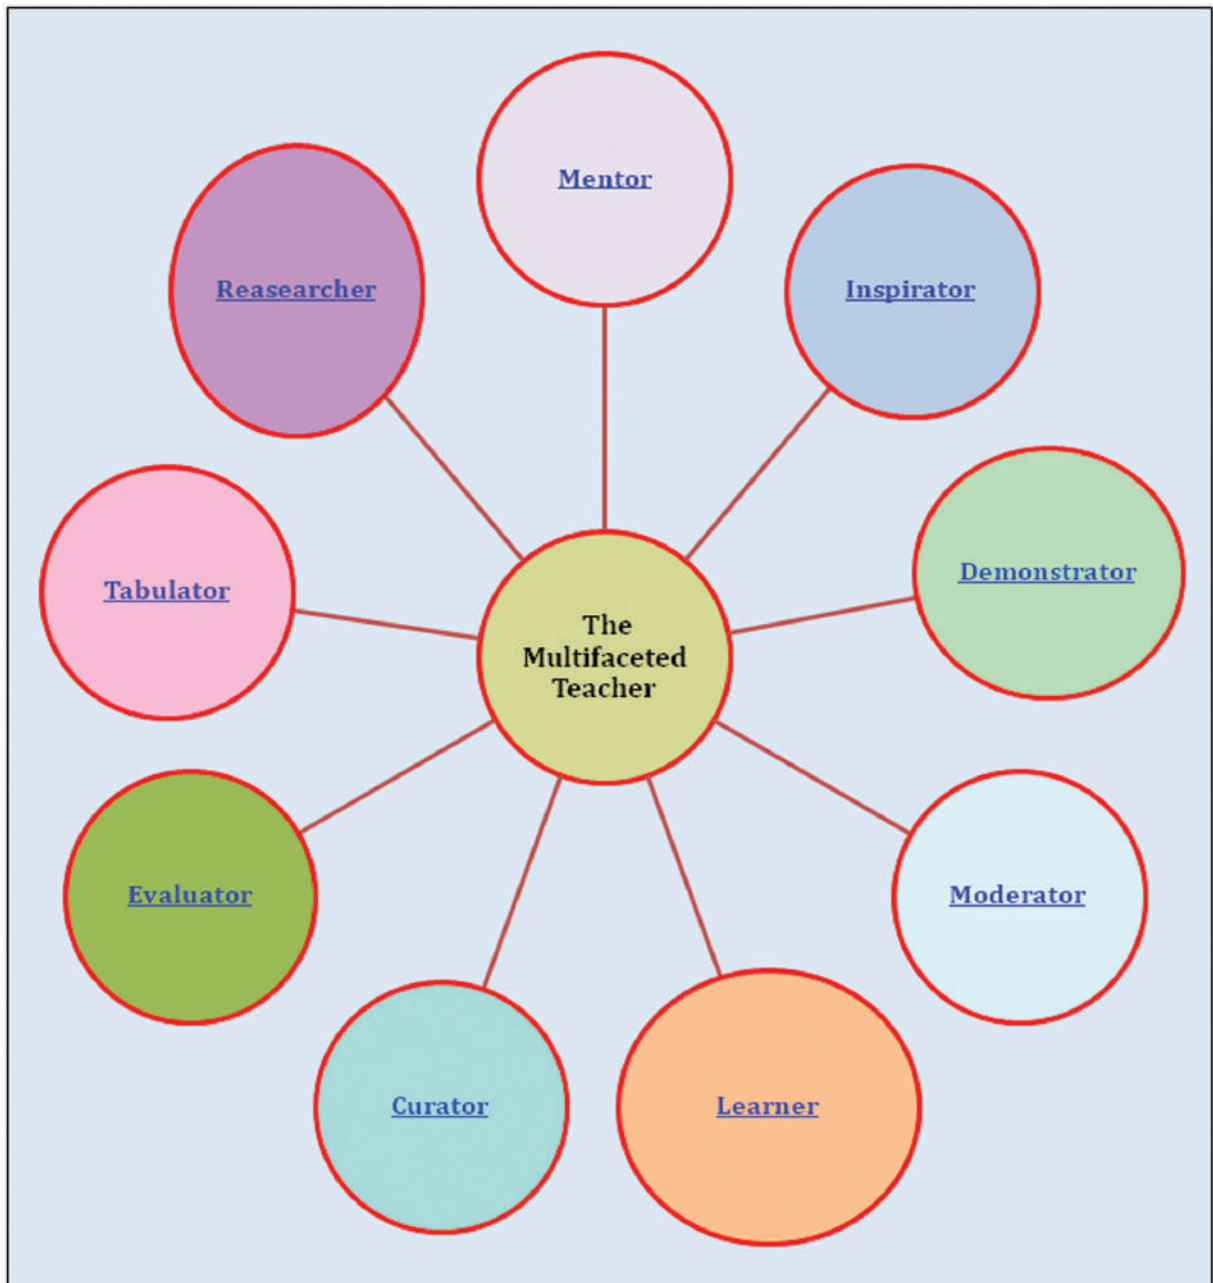 Mentor
Inspirator
Reasearcher
Demonstrator
Tabulator
The
Multifaceted
Teacher
Evaluator
Moderator
Curator
Learner